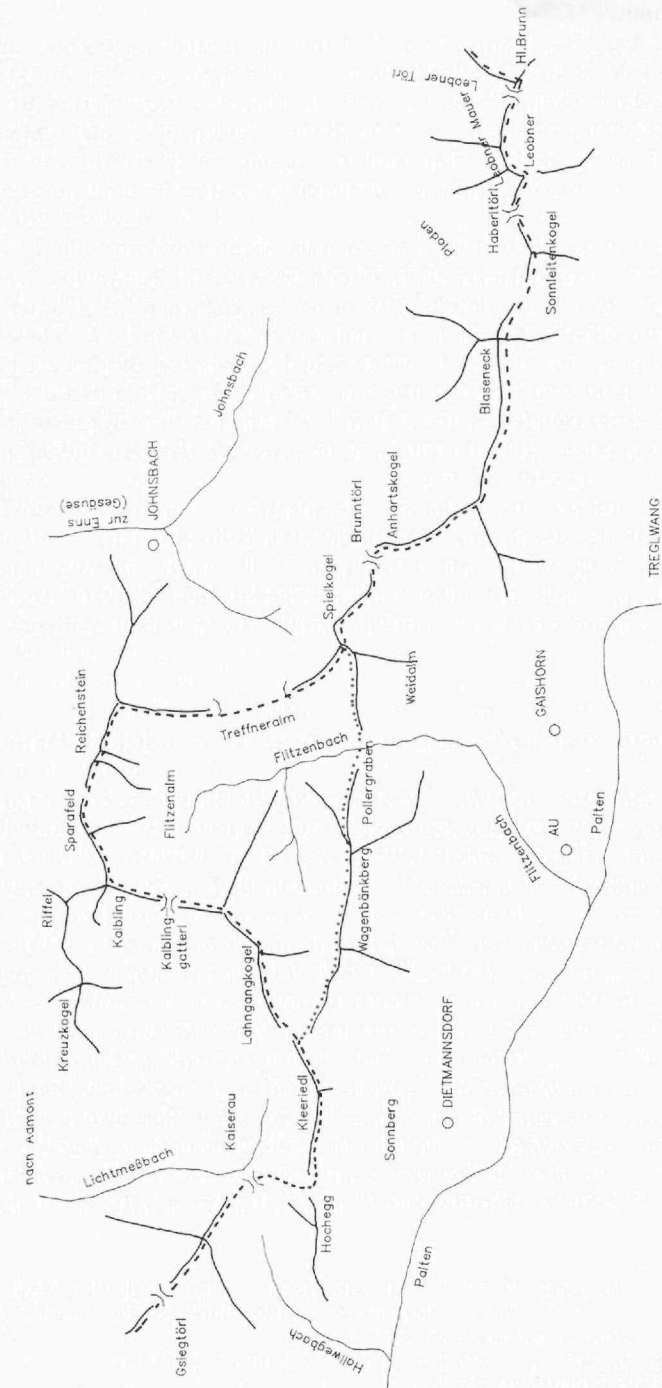 nach Admont
Lichtmeßbach
Kaiserau
Gsiegtörl
Hochegg
Hallwegbach
Kleeriedl
Sonnberg
DIETMANNSDORF
Palten
Kreuzkogel
Riffel
Kalbling
Kalbling
gatterl
Lahngangkogel
Wagenbänkberg
Sparafeld
Reichenstein
Flitzenalm
Treffneralm
Flitzenbach
Pollergraben
Flitzenbach
AU
Palten
GAISHORN
Weidalm
Spielkogel
zur Enns
(Gesäuse)
JOHNSBACH
Johnsbach
Brunntörl
Anhartskogel
TREGLWANG
Blaseneck
Sonnleitenkogel
Ploden
Haberltörl
Leobner Mauer
Leobner
Leobner Törl
Hl.Brunn